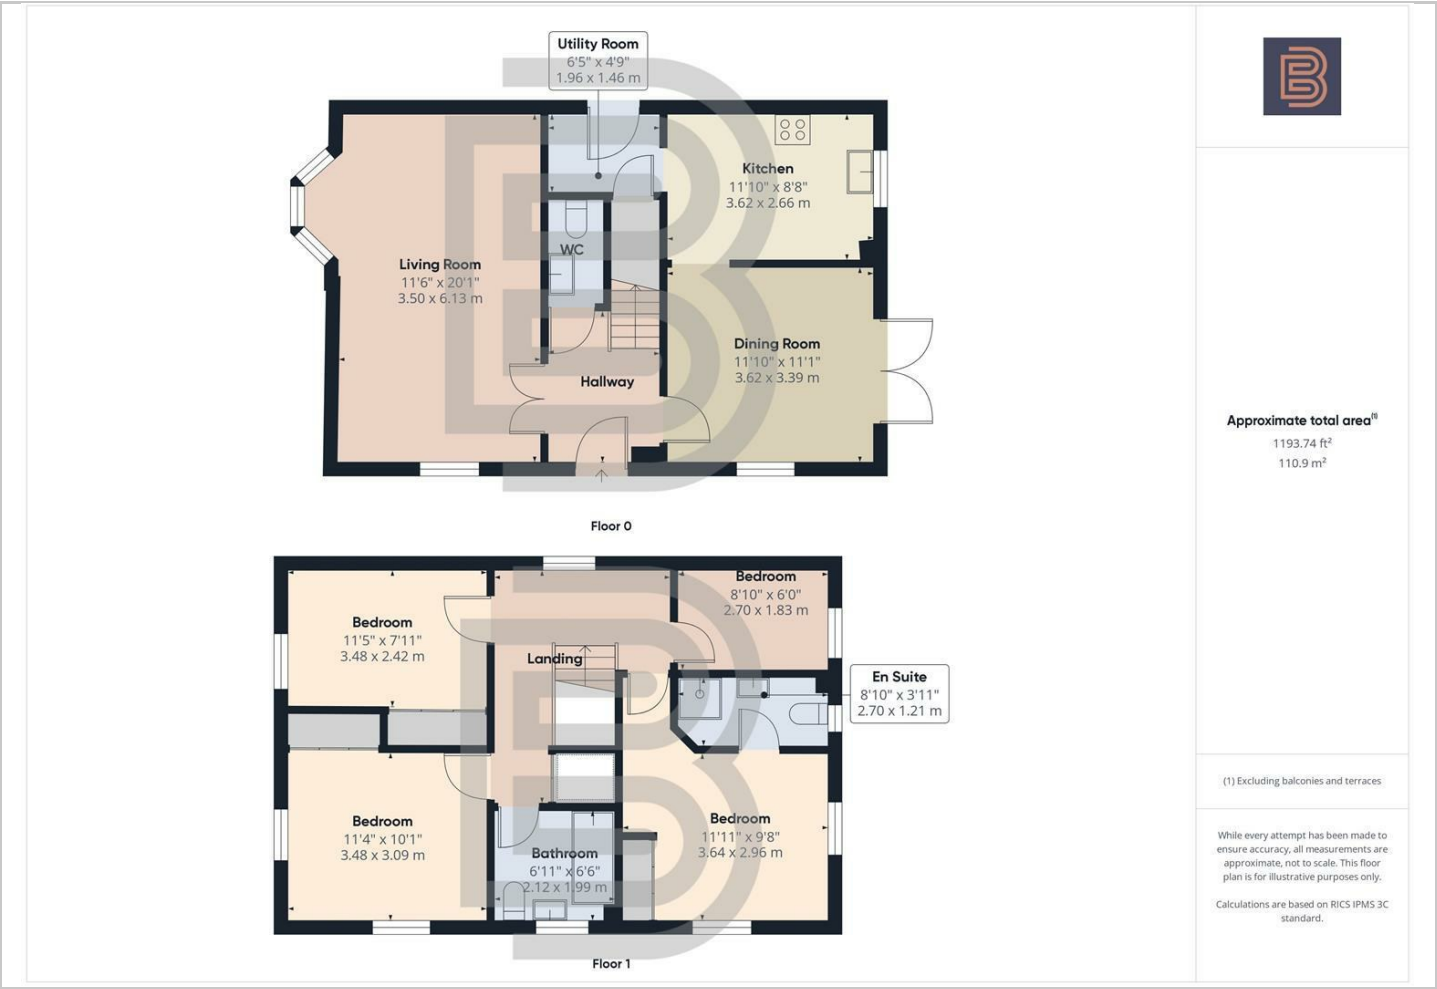 Utility Room
6'5" x 4'9"
1.96 x 1.46 m
Kitchen
11'10" x 8'8"
3.62 x 2.66 m
WC
Living Room
11'6" x 20'1"
3.50 x 6.13 m
Dining Room
11'10" x 11'1"
3.62 x 3.39 m
Hallway
Floor 0
Bedroom
8'10" x 6'0"
2.70 x 1.83 m
Bedroom
11'5" x 7'11"
3.48 x 2.42 m
Landing
En Suite
8'10" x 3'11"
2.70 x 1.21 m
Bedroom
11'4" x 10'1"
3.48 x 3.09 m
Bedroom
11'11" x 9'8"
3.64 x 2.96 m
Bathroom
6'11" x 6'6"
2.12 x 1.99 m
Floor 1
B
Approximate total area(1)
1193.74 ft²
110.9 m²
(1) Excluding balconies and terraces
While every attempt has been made to
ensure accuracy, all measurements are
approximate, not to scale. This floor
plan is for illustrative purposes only.
Calculations are based on RICS IPMS 3C
standard.